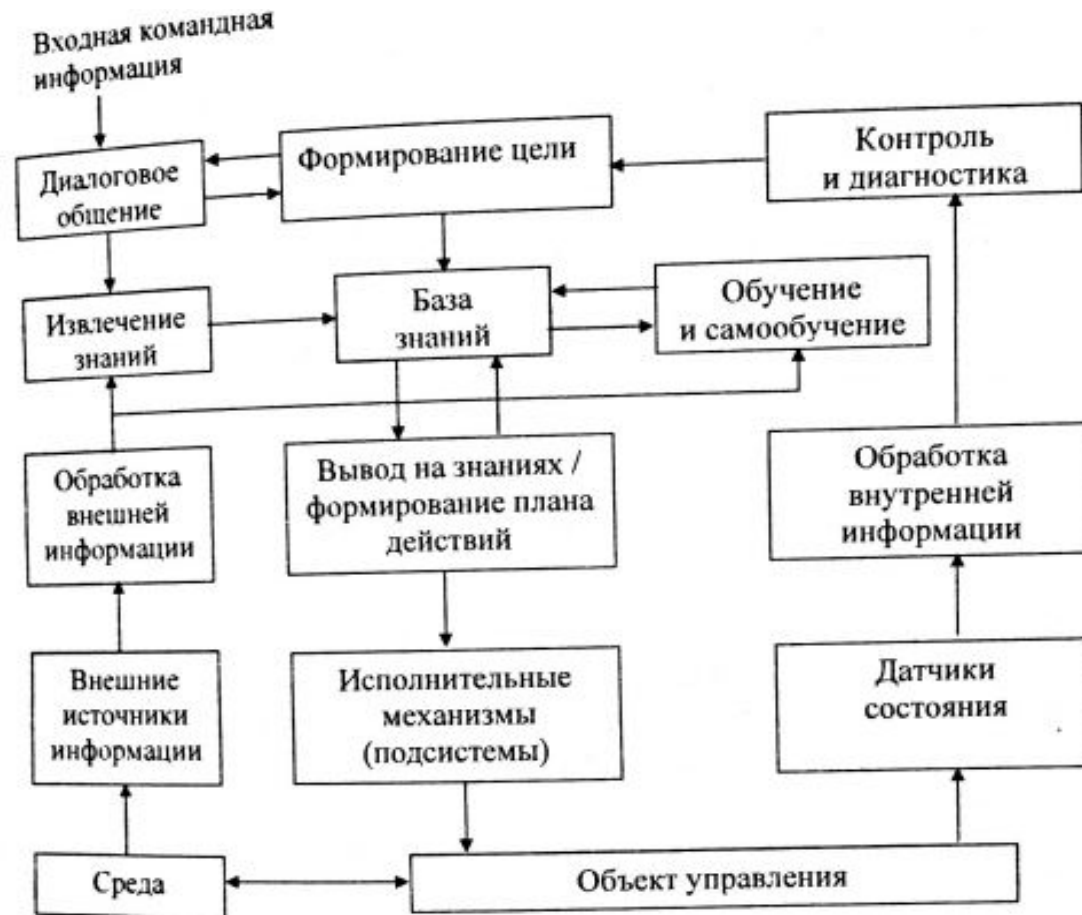 Входная командная
информация
Диалоговое
общение
Формирование цели
Контроль
и диагностика
Извлечение
знаний
База
знаний
Обучение
и самообучение
Обработка
внешней
информации
Вывод на знаниях /
формирование плана
действий
Обработка
внутренней
информации
Внешние
источники
информации
Исполнительные
механизмы
(подсистемы)
Датчики
состояния
Среда
Объект управления